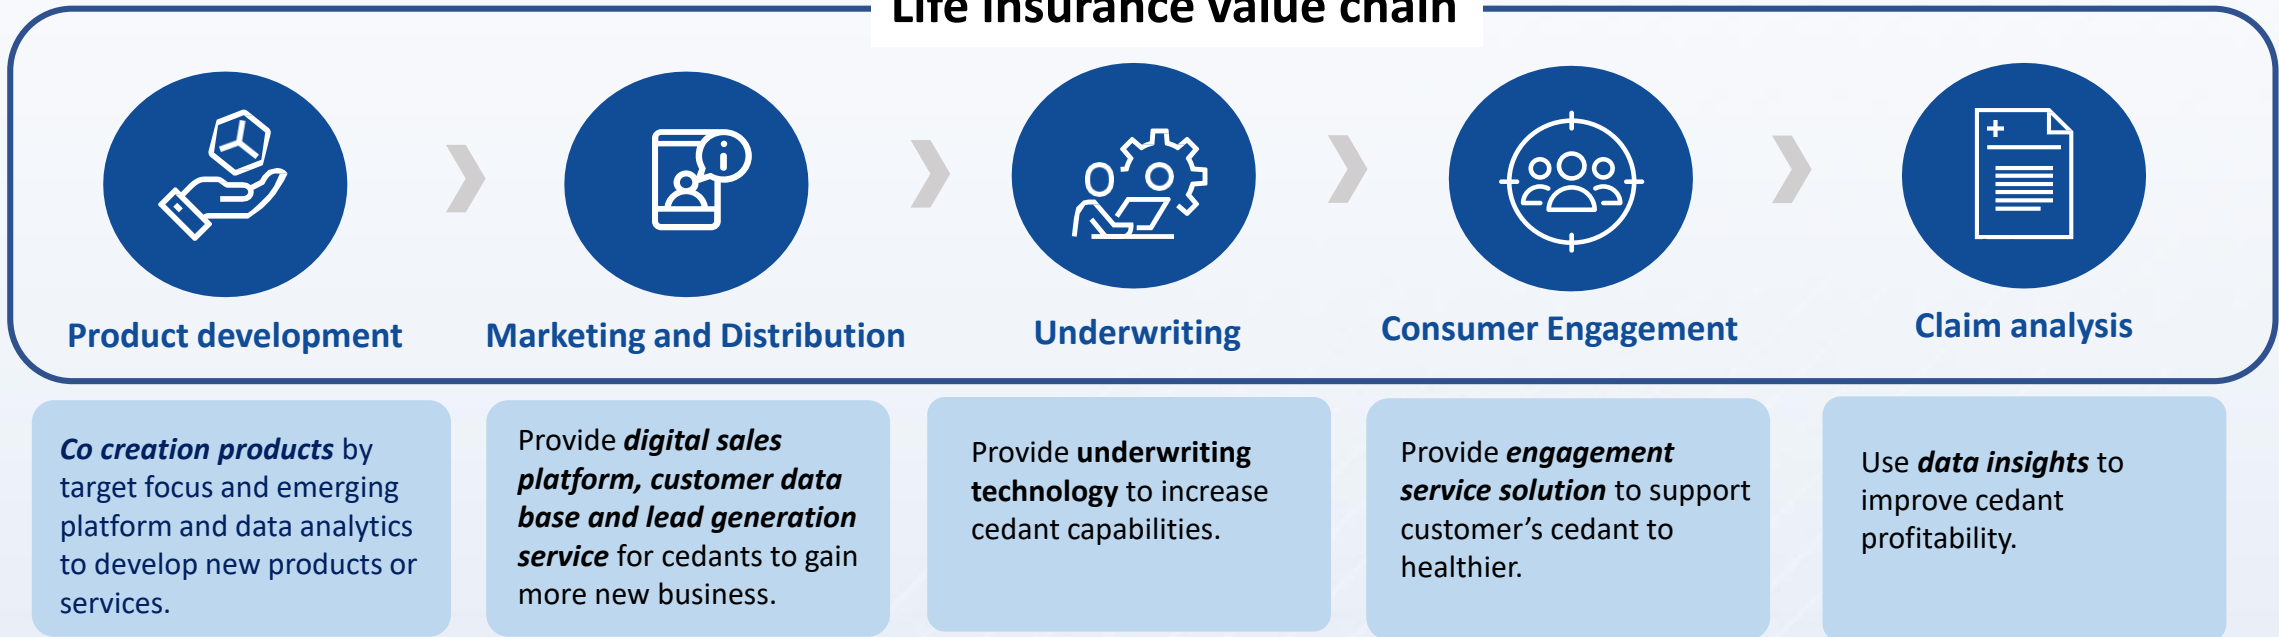 Life insurance value chain
Product development
Marketing and Distribution
Underwriting
Consumer Engagement
Claim analysis
Co creation products by
target focus and emerging
platform and data analytics
to develop new products or
services.
Provide digital sales
platform, customer data
base and lead generation
service for cedants to gain
more new business.
Provide underwriting
technology to increase
cedant capabilities.
Provide engagement
service solution to support
customer’s cedant to
healthier.
Use data insights to
improve cedant
profitability.